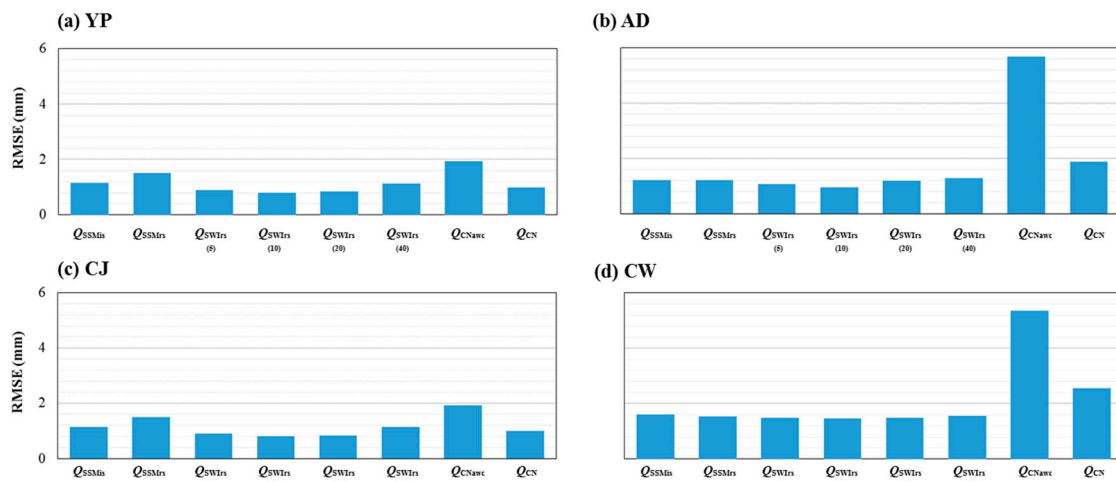 (a) YP
(b) AD
RMSE (mm)
6
4
2
0
QSSMis QSSMrs QSWIrs QSWIrs QSWIrs QSWIrs QCNawc QCN
(5) (10) (20) (40)
QSSMis QSSMrs QSWIrs QSWIrs QSWIrs QSWIrs QCNawc QCN
(5) (10) (20) (40)
(c) CJ
(d) CW
RMSE (mm)
6
4
2
0
QSSMis QSSMrs QSWIrs QSWIrs QSWIrs QSWIrs QCNawc QCN
QSSMis QSSMrs QSWIrs QSWIrs QSWIrs QSWIrs QCNawc QCN